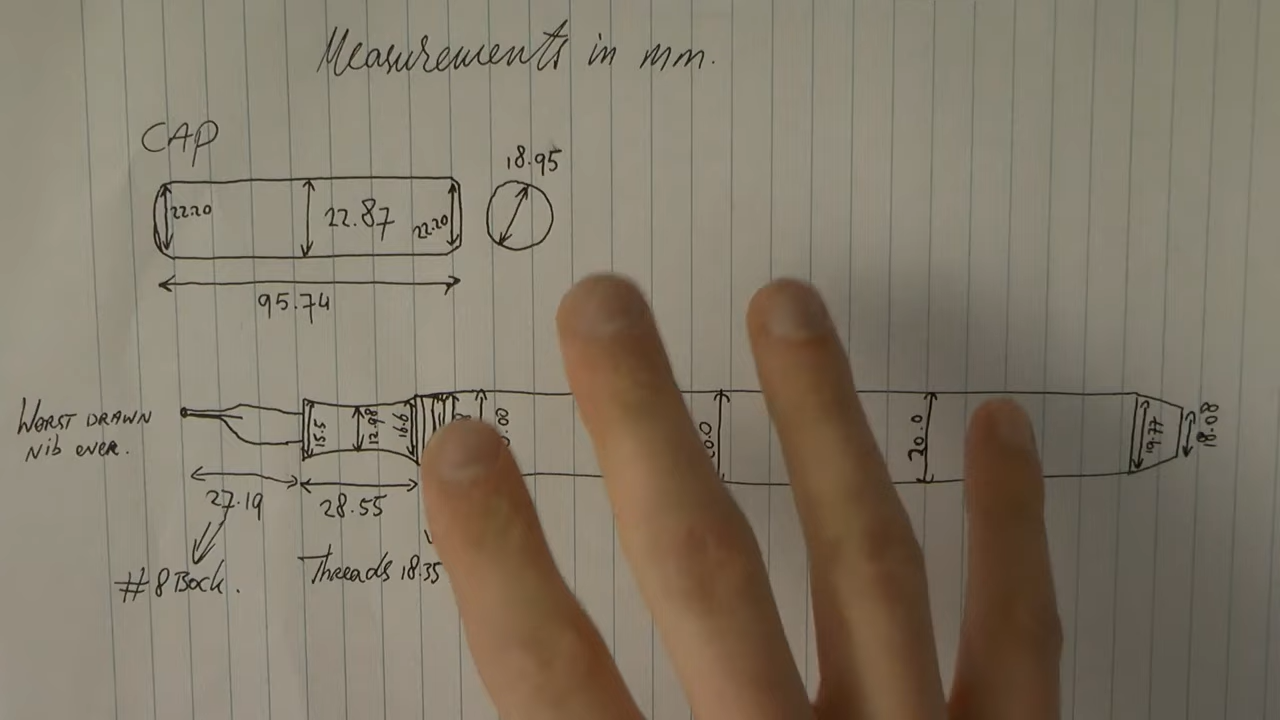 Measurements in mm.
CAP
18.95
22.20
22.87
22.20
95.74
WORST DRAWN
Nib ever.
15.5
12.98
16.6
20.0
19.77
18.08
27.19
28.55
#8 Bock.
Threads 18.35